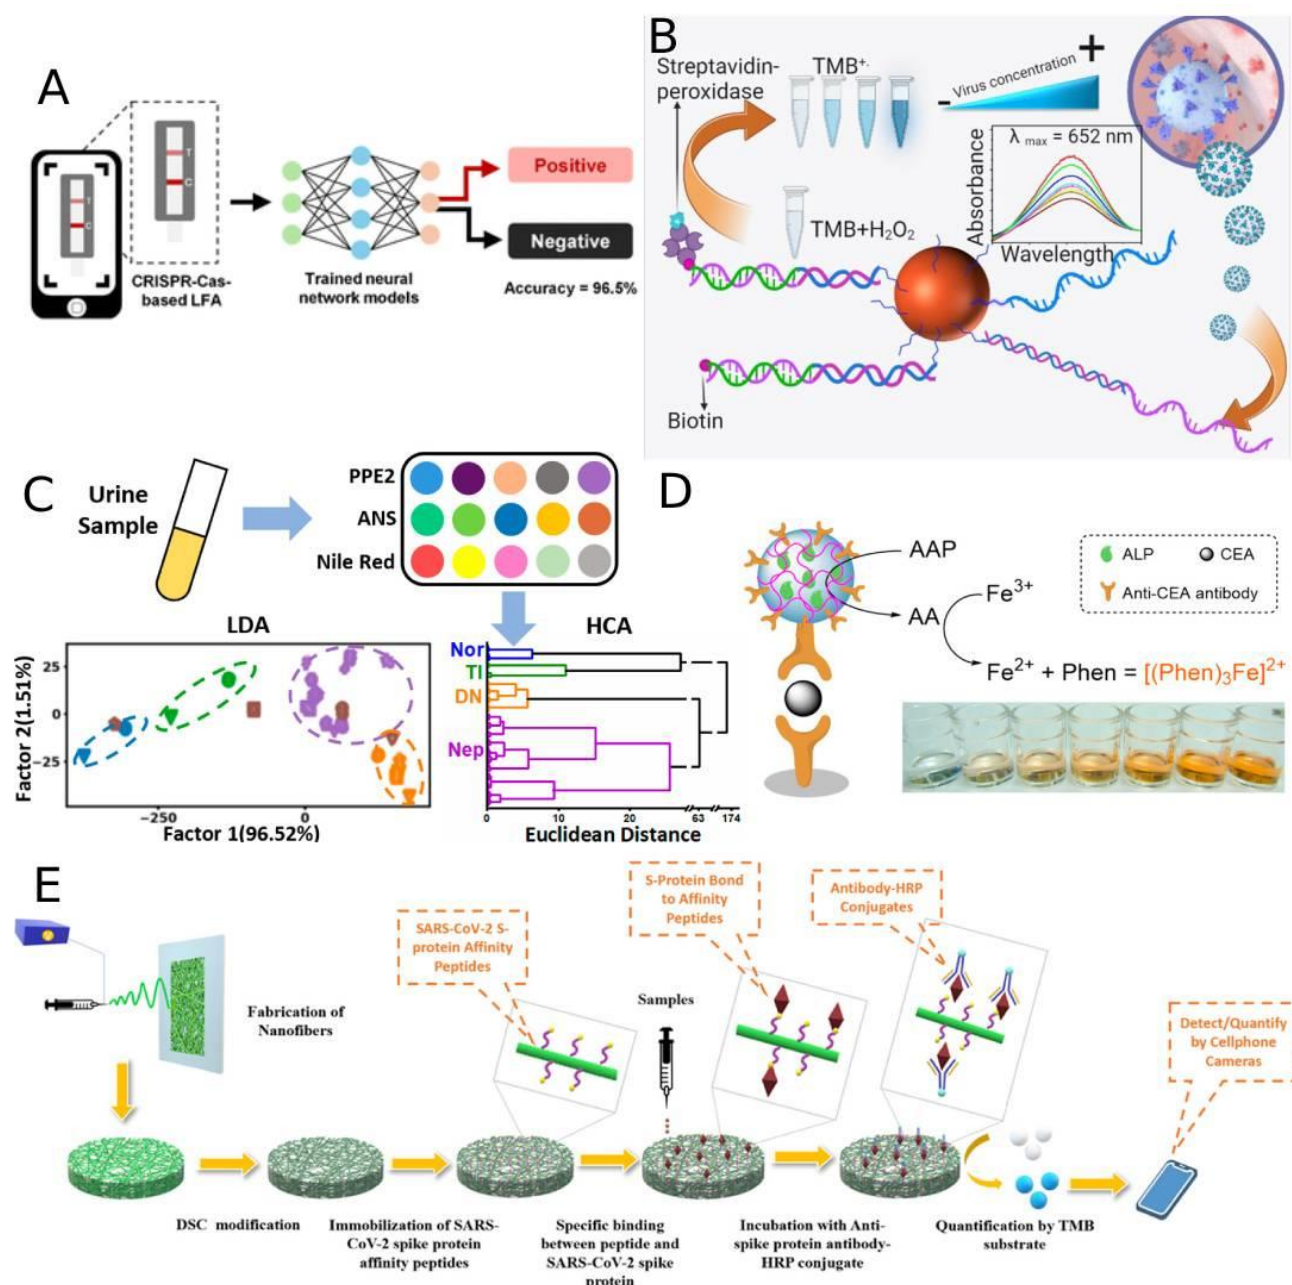 A
T
C
T
C
CRISPR-Cas-
based LFA
Trained neural
network models
Positive
Negative
Accuracy = 96.5%
B
Streptavidin-
peroxidase
TMB⁺·
Virus concentration
-
+
TMB+H₂O₂
λ max = 652 nm
Absorbance
Wavelength
Biotin
C
Urine
Sample
PPE2
ANS
Nile Red
LDA
Factor 2(1.51%)
25
0
−25
−250
0
Factor 1(96.52%)
HCA
Nor
TI
DN
Nep
0
10
20
63
174
Euclidean Distance
D
AAP
AA
Fe³⁺
Fe²⁺ + Phen = [(Phen)₃Fe]²⁺
ALP
CEA
Anti-CEA antibody
E
Fabrication of
Nanofibers
SARS-CoV-2 S-
protein Affinity
Peptides
Samples
S-Protein Bond
to Affinity
Peptides
Antibody-HRP
Conjugates
Detect/Quantify
by Cellphone
Cameras
DSC modification
Immobilization of SARS-
CoV-2 spike protein
affinity peptides
Specific binding
between peptide and
SARS-CoV-2 spike
protein
Incubation with Anti-
spike protein antibody-
HRP conjugate
Quantification by TMB
substrate